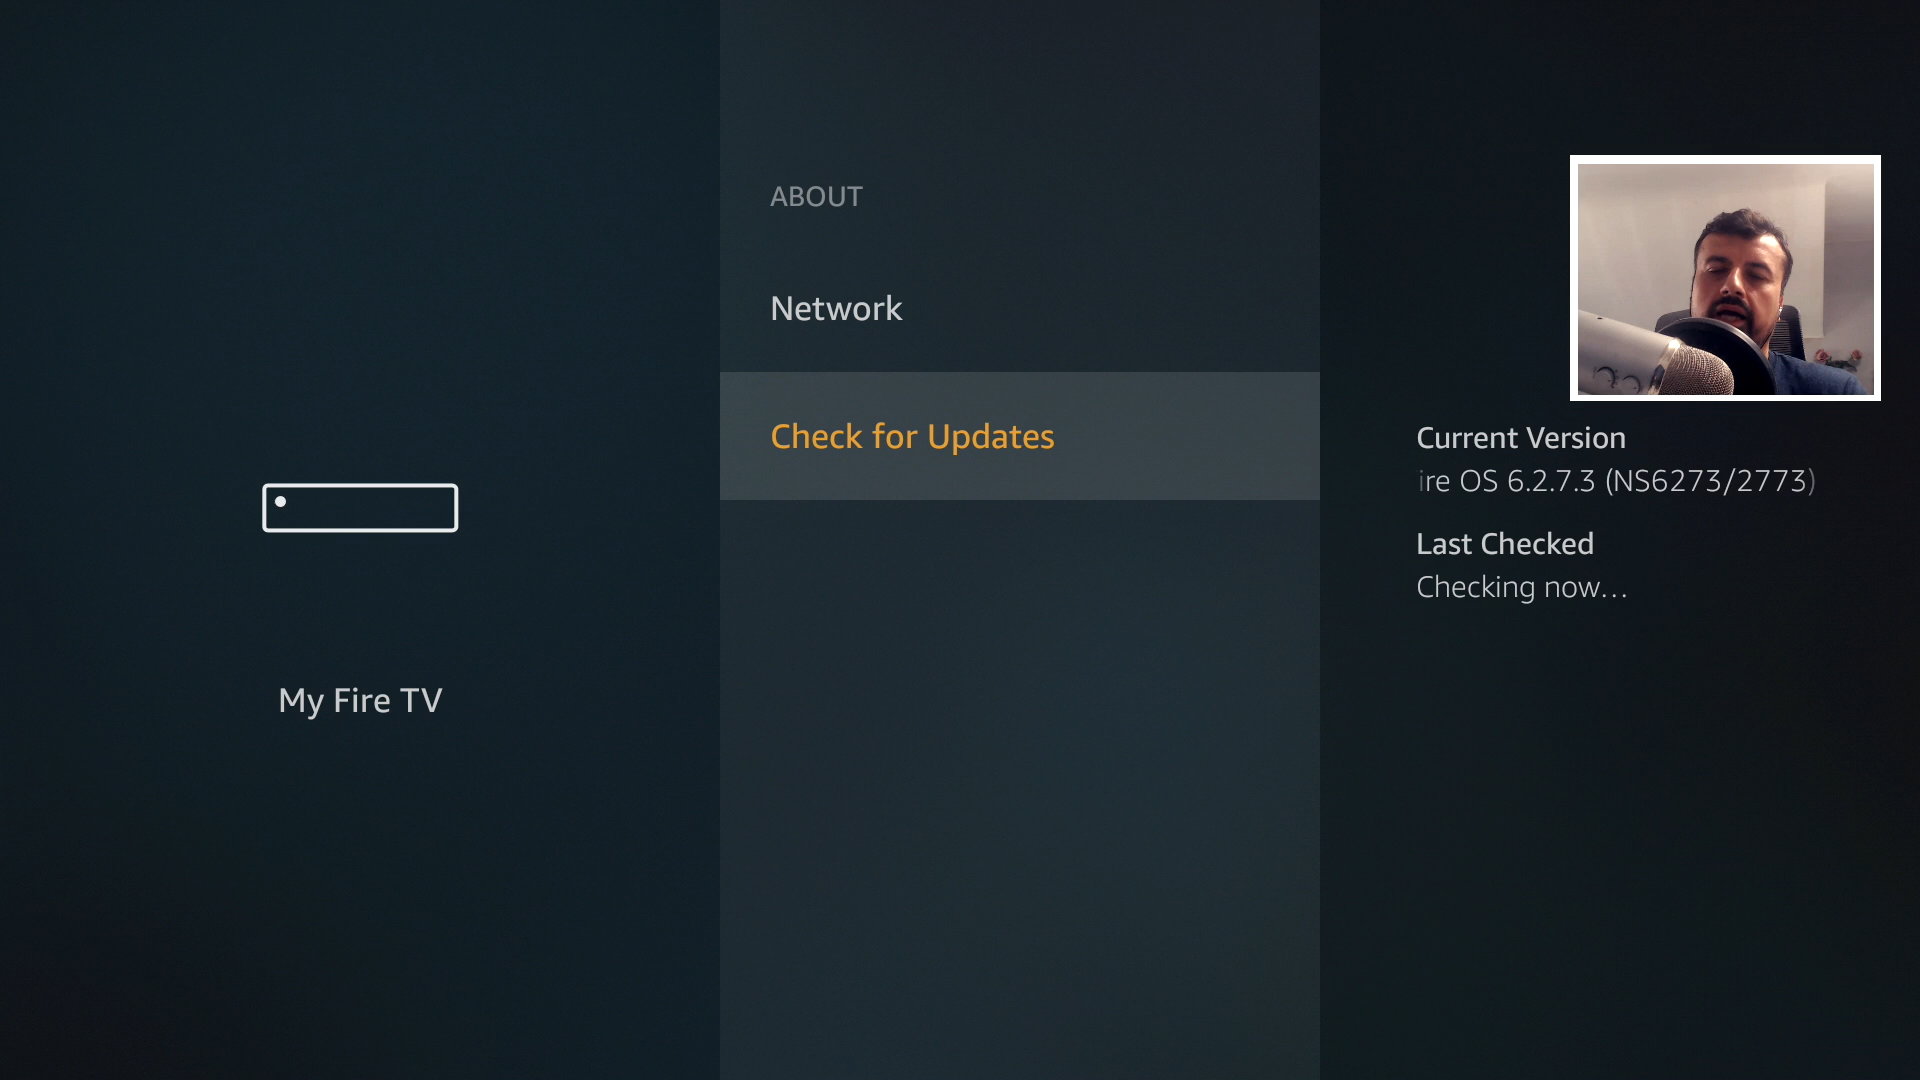 ABOUT
Network
Check for Updates
My Fire TV
Current Version
ire OS 6.2.7.3 (NS6273/2773)
Last Checked
Checking now...